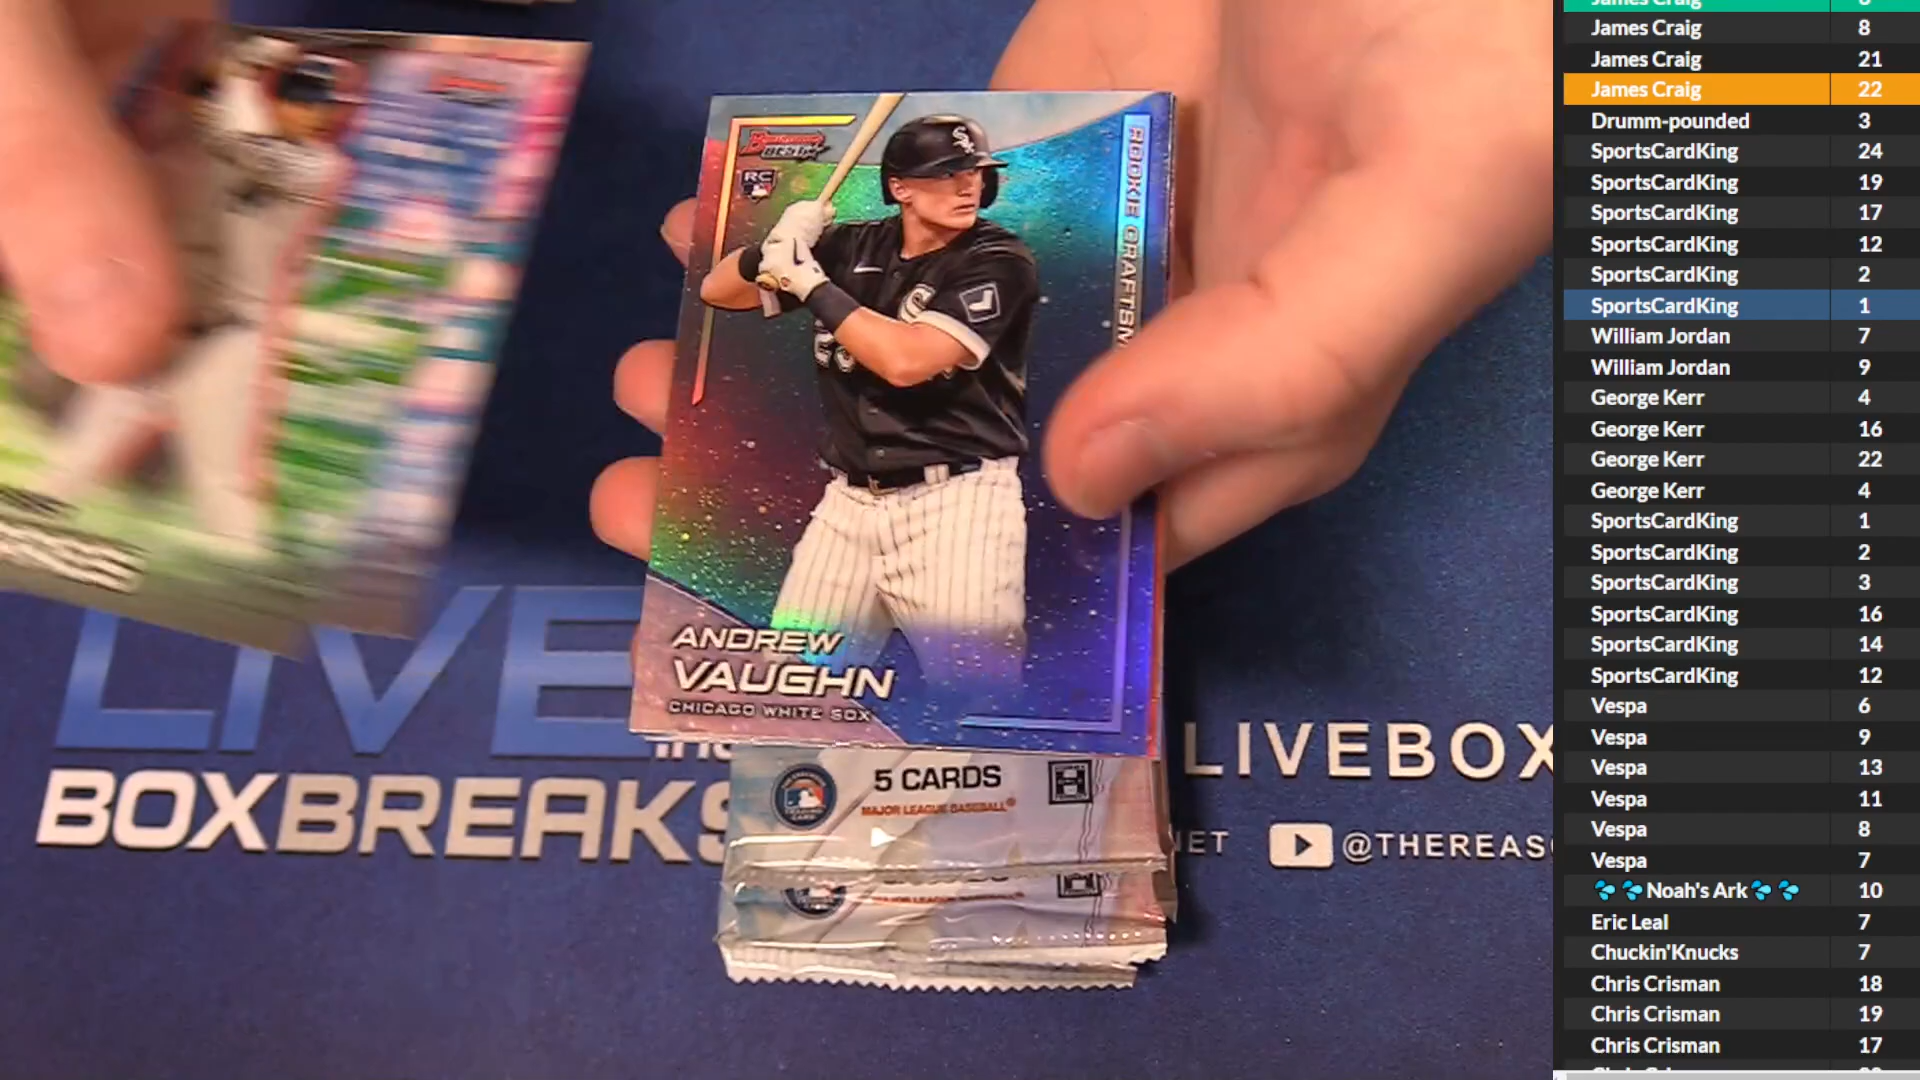 BOWMAN'S
BEST
RC
ROOKIE CRAFTSM
ANDREW
VAUGHN
CHICAGO WHITE SOX
5 CARDS
MAJOR LEAGUE BASEBALL®
LIVE
BOXBREAKS
LIVEBOX
ET
@THEREAS
James Craig 8
James Craig 21
James Craig 22
Drumm-pounded 3
SportsCardKing 24
SportsCardKing 19
SportsCardKing 17
SportsCardKing 12
SportsCardKing 2
SportsCardKing 1
William Jordan 7
William Jordan 9
George Kerr 4
George Kerr 16
George Kerr 22
George Kerr 4
SportsCardKing 1
SportsCardKing 2
SportsCardKing 3
SportsCardKing 16
SportsCardKing 14
SportsCardKing 12
Vespa 6
Vespa 9
Vespa 13
Vespa 11
Vespa 8
Vespa 7
💦 💦 Noah's Ark 💦 💦 10
Eric Leal 7
Chuckin'Knucks 7
Chris Crisman 18
Chris Crisman 19
Chris Crisman 17